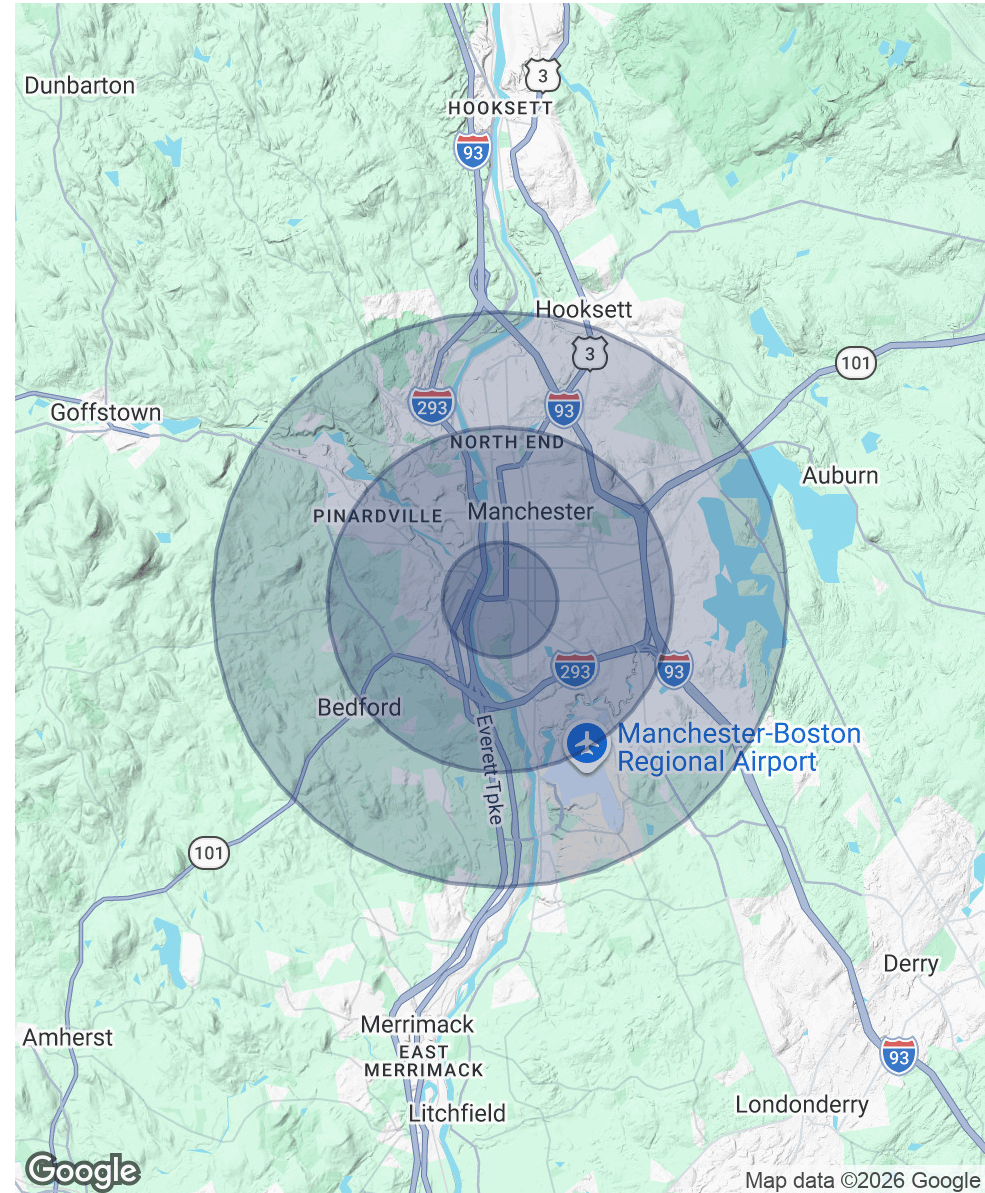 Dunbarton
3
HOOKSETT
93
Hooksett
3
101
293
93
Goffstown
NORTH END
Auburn
PINARDVILLE
Manchester
293
93
Bedford
Everett Tpke
Manchester-Boston
Regional Airport
101
Derry
Merrimack
Amherst
EAST
MERRIMACK
93
Litchfield
Londonderry
Google
Map data ©2026 Google